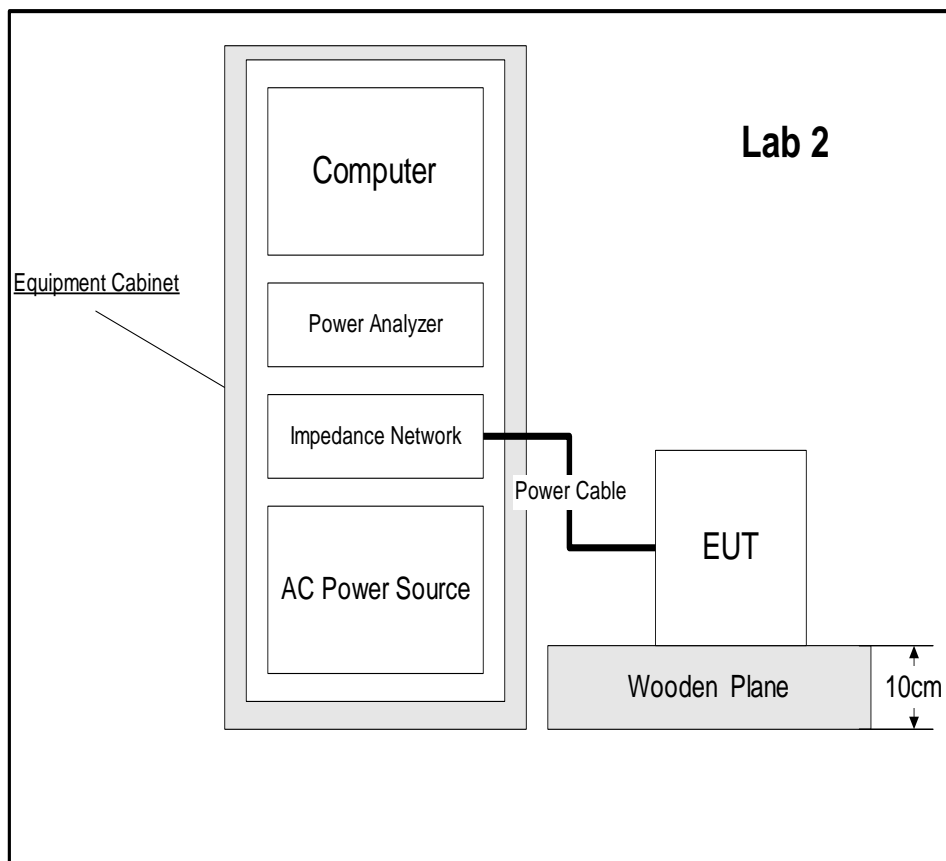 Lab 2
Computer
Equipment Cabinet
Power Analyzer
Impedance Network
Power Cable
EUT
AC Power Source
Wooden Plane
10cm